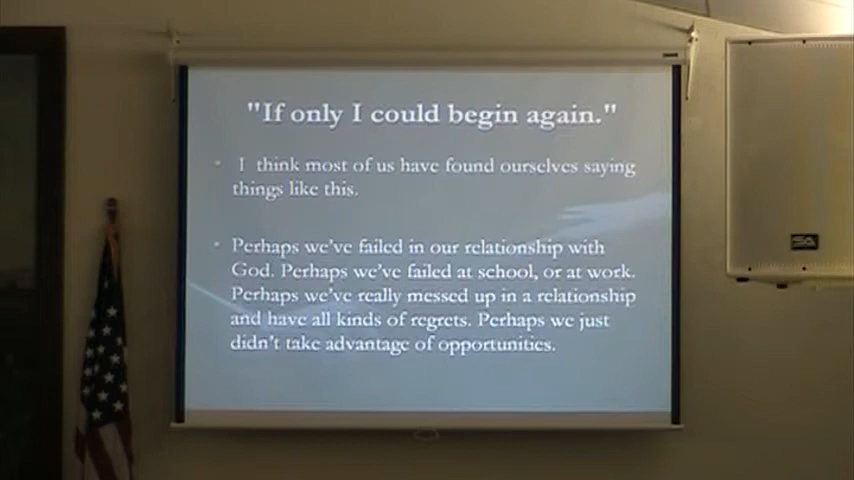 "If only I could begin again."
I think most of us have found ourselves saying
things like this.
Perhaps we've failed in our relationship with
God. Perhaps we've failed at school, or at work.
Perhaps we've really messed up in a relationship
and have all kinds of regrets. Perhaps we just
didn't take advantage of opportunities.
SA